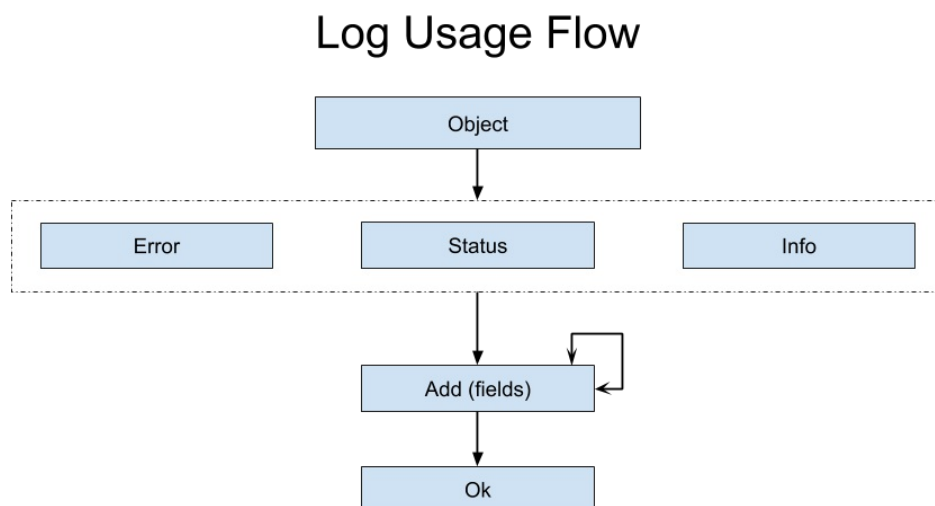 Log Usage Flow
Object
Error Status Info
Add (fields)
Ok